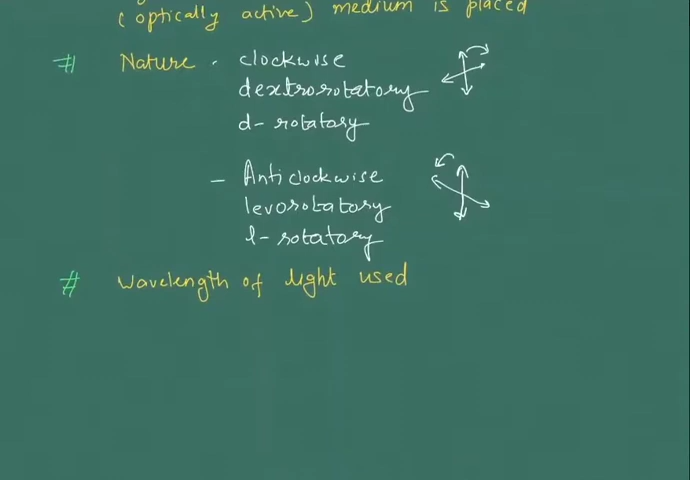 (optically active) medium is placed
# Nature - clockwise
dextrorotatory
d-rotatory
- Anticlockwise
levorotatory
l-rotatory
# wavelength of light used